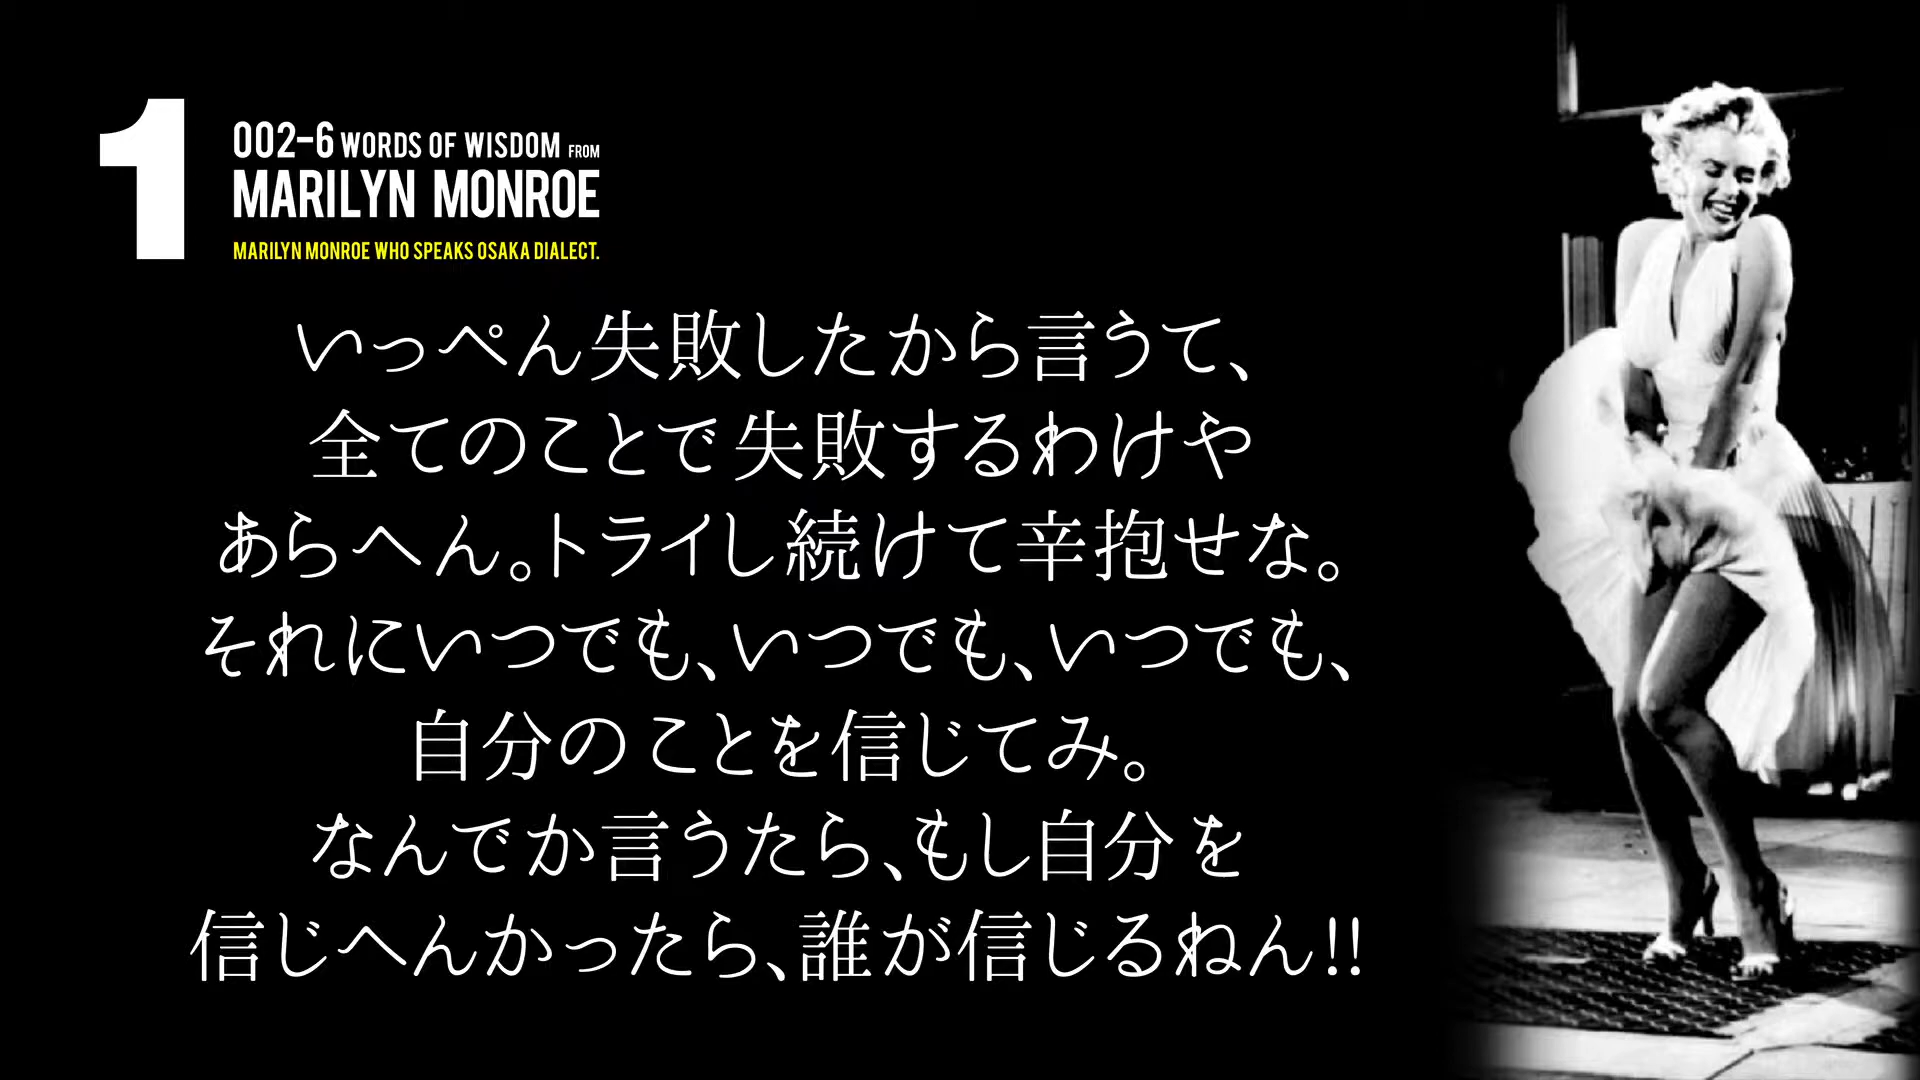 1
002-6 WORDS OF WISDOM FROM
MARILYN MONROE
MARILYN MONROE WHO SPEAKS OSAKA DIALECT.
いっぺん失敗したから言うて、
全てのことで失敗するわけや
あらへん。トライし続けて辛抱せな。
それにいつでも、いつでも、いつでも、
自分のことを信じてみ。
なんでか言うたら、もし自分を
信じへんかったら、誰が信じるねん!!